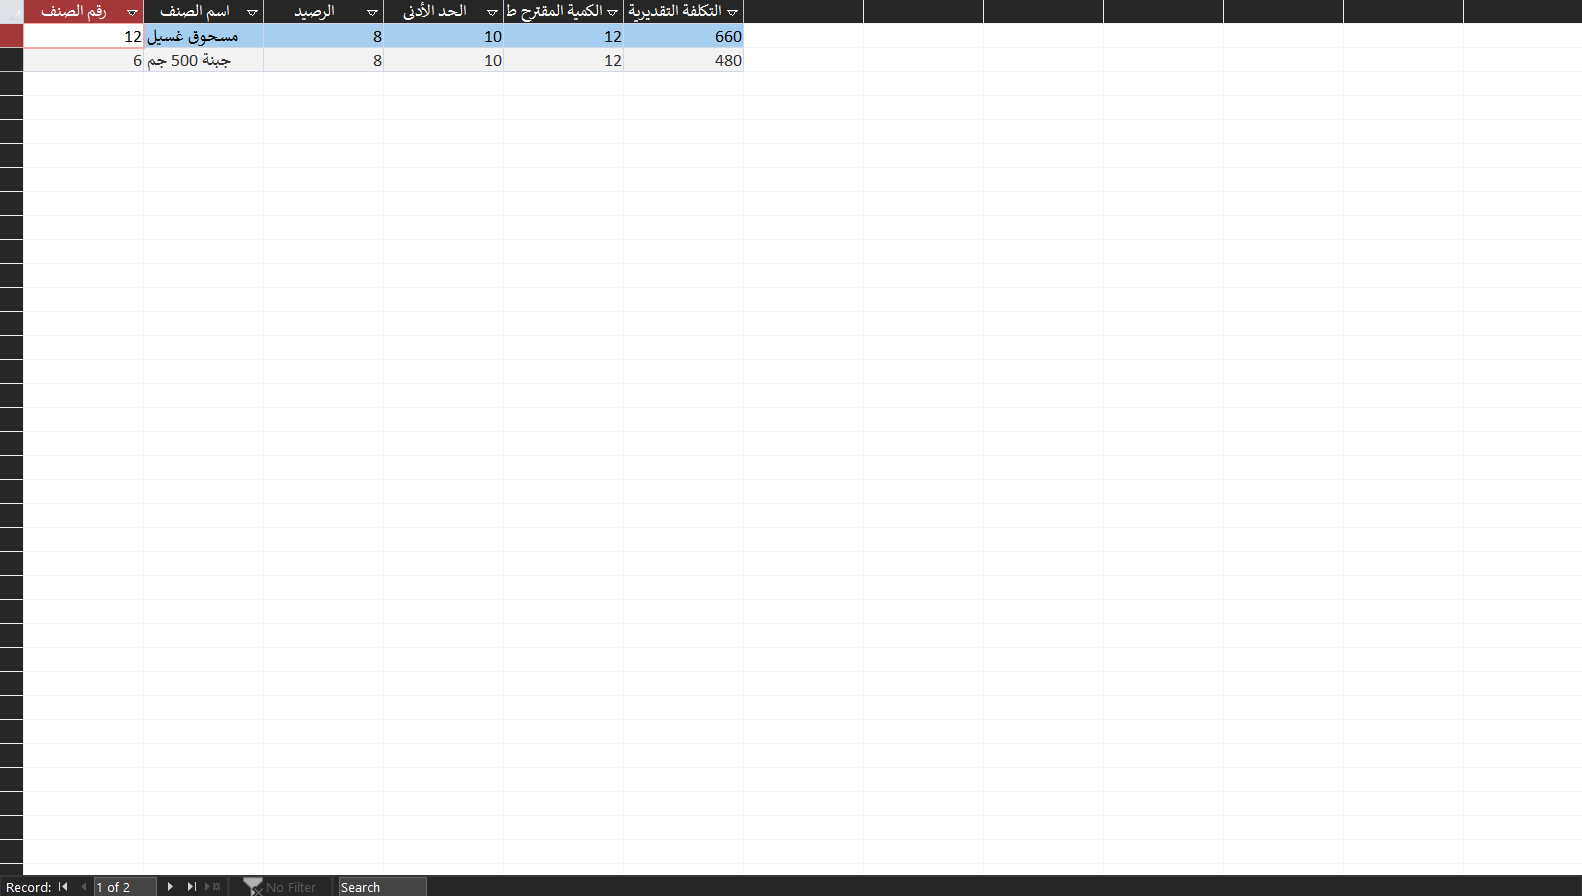 رقم الصنف اسم الصنف الرصيد الحد الأدنى الكمية المقترح ط التكلفة التقديرية
12 مسحوق غسيل 8 10 12 660
6 جبنة 500 جم 8 10 12 480
Record: 1 of 2 No Filter Search